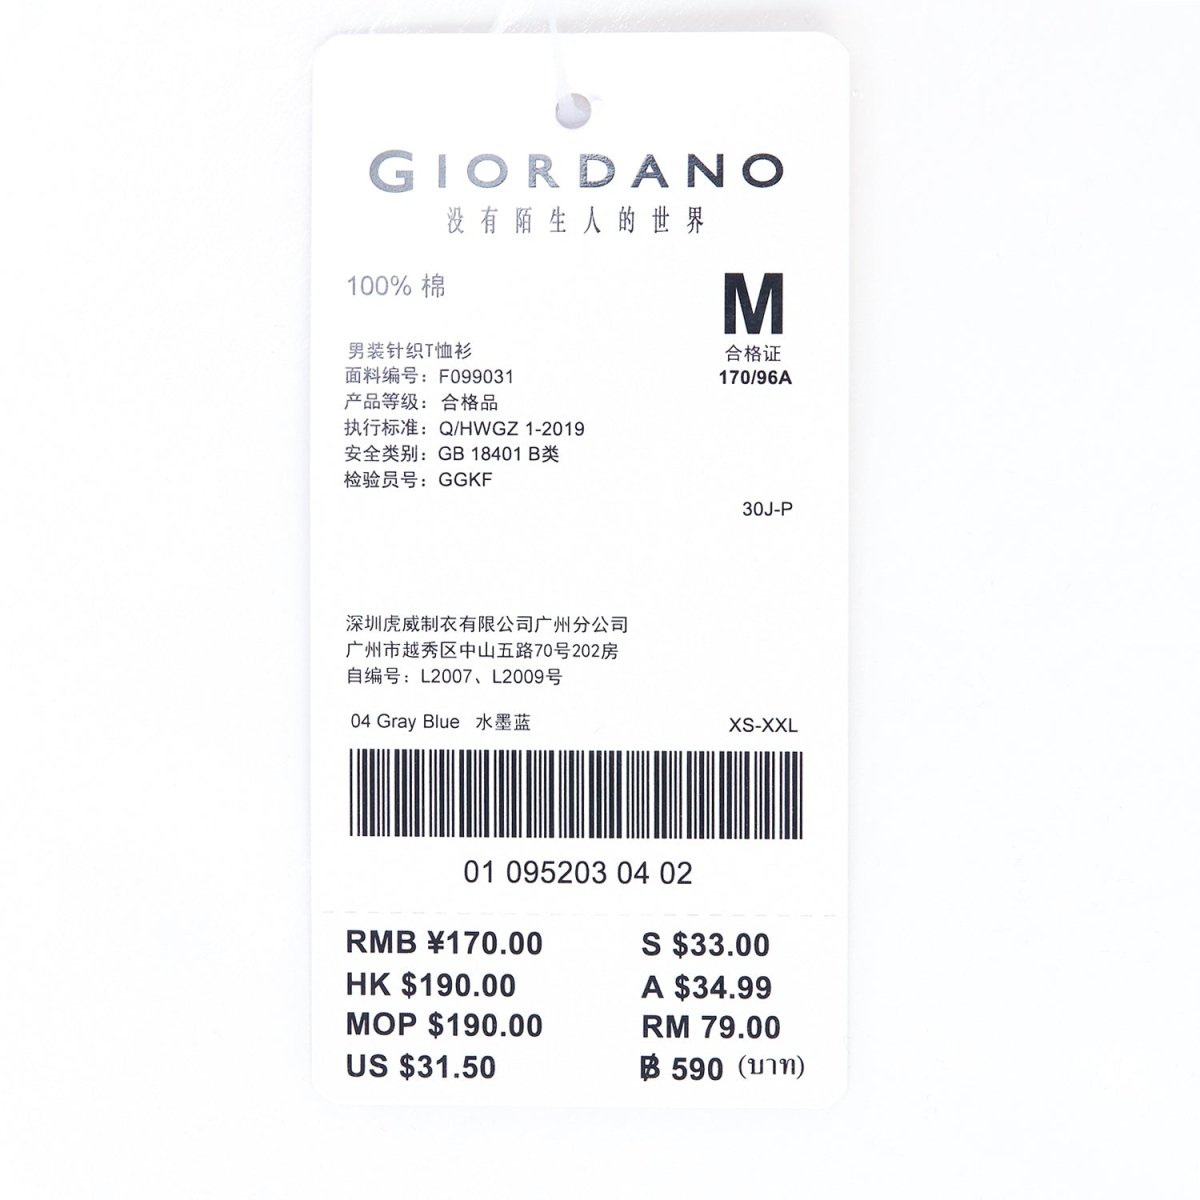 GIORDANO
没有陌生人的世界
100% 棉
M
合格证
170/96A
男装针织T恤衫
面料编号：F099031
产品等级：合格品
执行标准：Q/HWGZ 1-2019
安全类别：GB 18401 B类
检验员号：GGKF
30J-P
深圳虎威制衣有限公司广州分公司
广州市越秀区中山五路70号202房
自编号：L2007、L2009号
04 Gray Blue 水墨蓝 XS-XXL
01 095203 04 02
RMB ¥170.00 S $33.00
HK $190.00 A $34.99
MOP $190.00 RM 79.00
US $31.50 ฿ 590 (บาท)